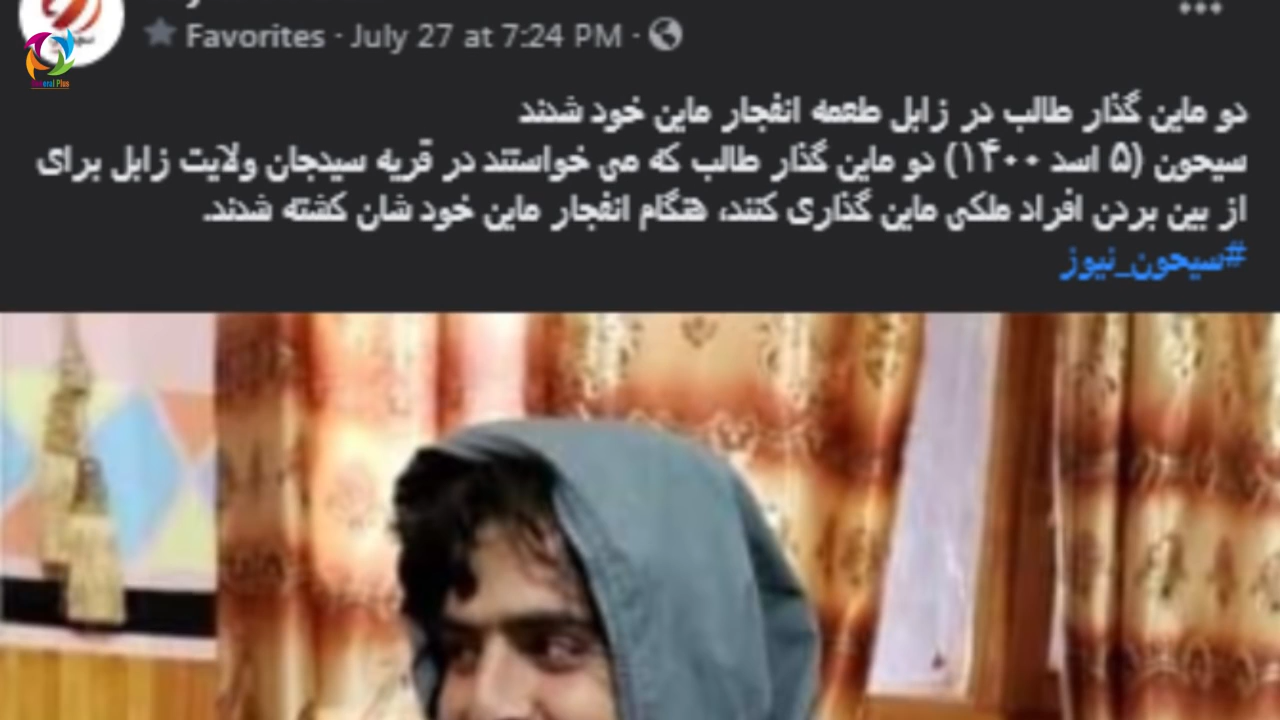 Favorites · July 27 at 7:24 PM ·
دو ماین گذار طالب در زابل طعمه انفجار ماین خود شدند
سیحون (۵ اسد ۱۴۰۰) دو ماین گذار طالب که می خواستند در قریه سیدجان ولایت زابل برای
از بین بردن افراد ملکی ماین گذاری کنند، هنگام انفجار ماین خود شان کشته شدند.
#سیحون_نیوز